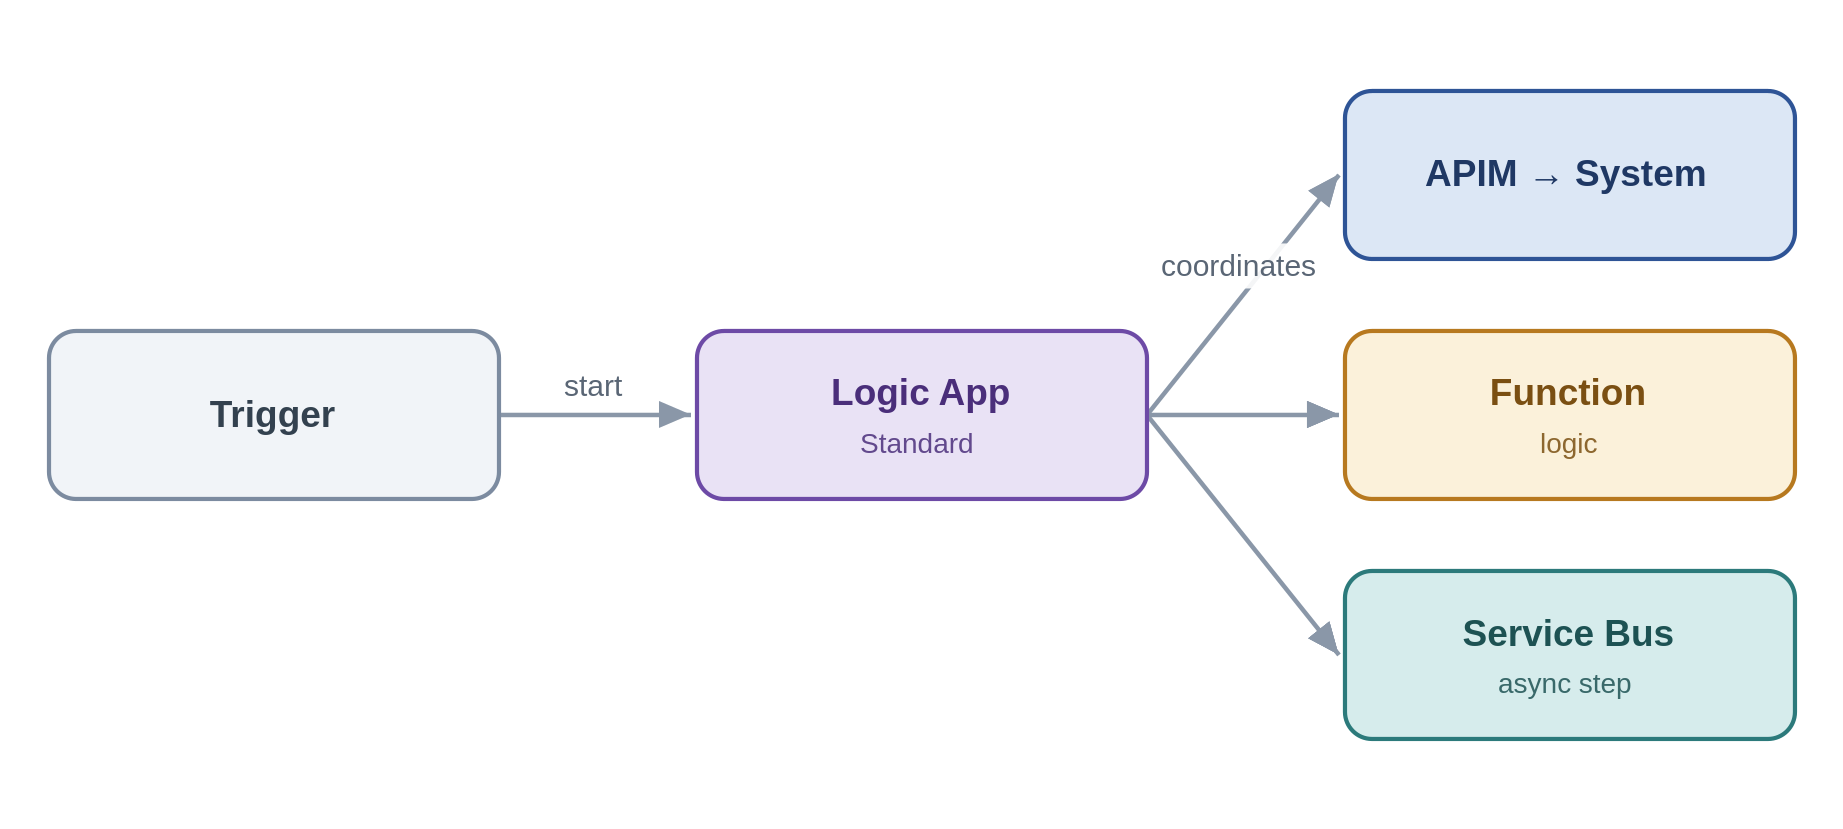 Trigger
start
Logic App
Standard
coordinates
APIM → System
Function
logic
Service Bus
async step